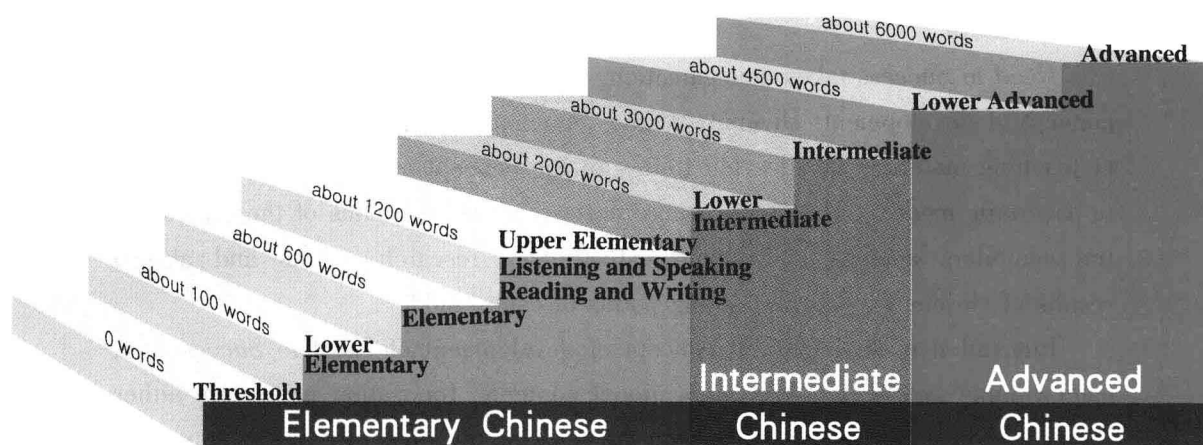 about 6000 words
Advanced
about 4500 words
Lower Advanced
about 3000 words
Intermediate
about 2000 words
Lower
Intermediate
about 1200 words
Upper Elementary
Listening and Speaking
Reading and Writing
about 600 words
Elementary
about 100 words
Lower
Elementary
0 words
Threshold
Elementary Chinese
Intermediate
Chinese
Advanced
Chinese